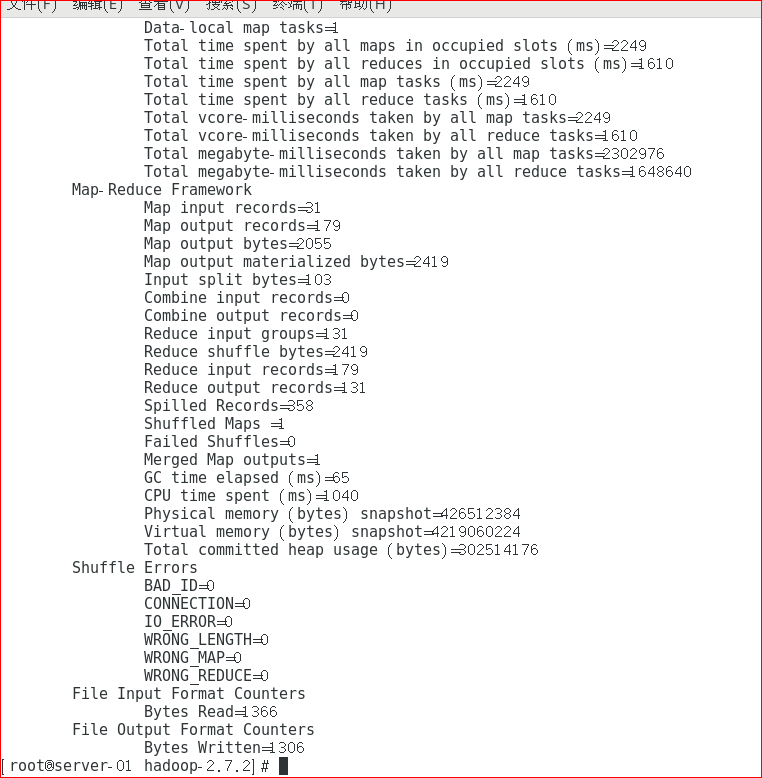 文件(F) 编辑(E) 查看(V) 搜索(S) 终端(T) 帮助(H)
Data-local map tasks=1
Total time spent by all maps in occupied slots (ms)=2249
Total time spent by all reduces in occupied slots (ms)=1610
Total time spent by all map tasks (ms)=2249
Total time spent by all reduce tasks (ms)=1610
Total vcore-milliseconds taken by all map tasks=2249
Total vcore-milliseconds taken by all reduce tasks=1610
Total megabyte-milliseconds taken by all map tasks=2302976
Total megabyte-milliseconds taken by all reduce tasks=1648640
Map-Reduce Framework
Map input records=31
Map output records=179
Map output bytes=2055
Map output materialized bytes=2419
Input split bytes=103
Combine input records=0
Combine output records=0
Reduce input groups=131
Reduce shuffle bytes=2419
Reduce input records=179
Reduce output records=131
Spilled Records=358
Shuffled Maps =1
Failed Shuffles=0
Merged Map outputs=1
GC time elapsed (ms)=65
CPU time spent (ms)=1040
Physical memory (bytes) snapshot=426512384
Virtual memory (bytes) snapshot=4219060224
Total committed heap usage (bytes)=302514176
Shuffle Errors
BAD_ID=0
CONNECTION=0
IO_ERROR=0
WRONG_LENGTH=0
WRONG_MAP=0
WRONG_REDUCE=0
File Input Format Counters
Bytes Read=1366
File Output Format Counters
Bytes Written=1306
[root@server-01 hadoop-2.7.2]#